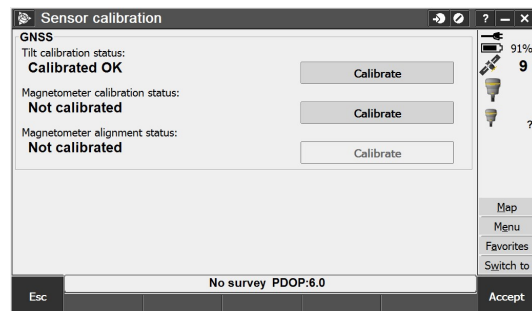 Sensor calibration
? – X
GNSS
Tilt calibration status:
Calibrated OK
Calibrate
Magnetometer calibration status:
Not calibrated
Calibrate
Magnetometer alignment status:
Not calibrated
Calibrate
91%
9
?
Map
Menu
Favorites
Switch to
No survey PDOP:6.0
Esc
Accept